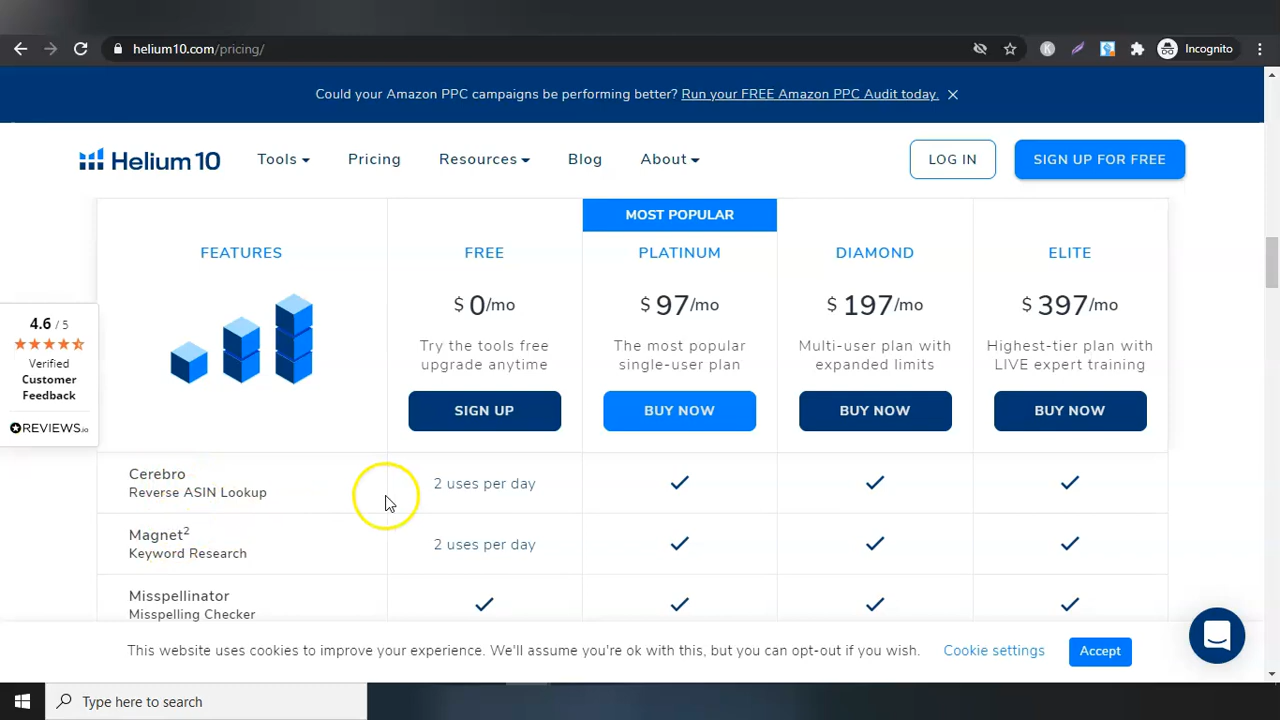 helium10.com/pricing/
K
Incognito
Could your Amazon PPC campaigns be performing better? Run your FREE Amazon PPC Audit today.
Helium 10
Tools
Pricing
Resources
Blog
About
LOG IN
SIGN UP FOR FREE
MOST POPULAR
FEATURES
FREE
PLATINUM
DIAMOND
ELITE
$ 0/mo
$ 97/mo
$ 197/mo
$ 397/mo
Try the tools free
upgrade anytime
The most popular
single-user plan
Multi-user plan with
expanded limits
Highest-tier plan with
LIVE expert training
SIGN UP
BUY NOW
BUY NOW
BUY NOW
4.6 / 5
Verified
Customer
Feedback
REVIEWS.io
Cerebro
Reverse ASIN Lookup
2 uses per day
Magnet²
Keyword Research
2 uses per day
Misspellinator
Misspelling Checker
This website uses cookies to improve your experience. We'll assume you're ok with this, but you can opt-out if you wish.
Cookie settings
Accept
Type here to search